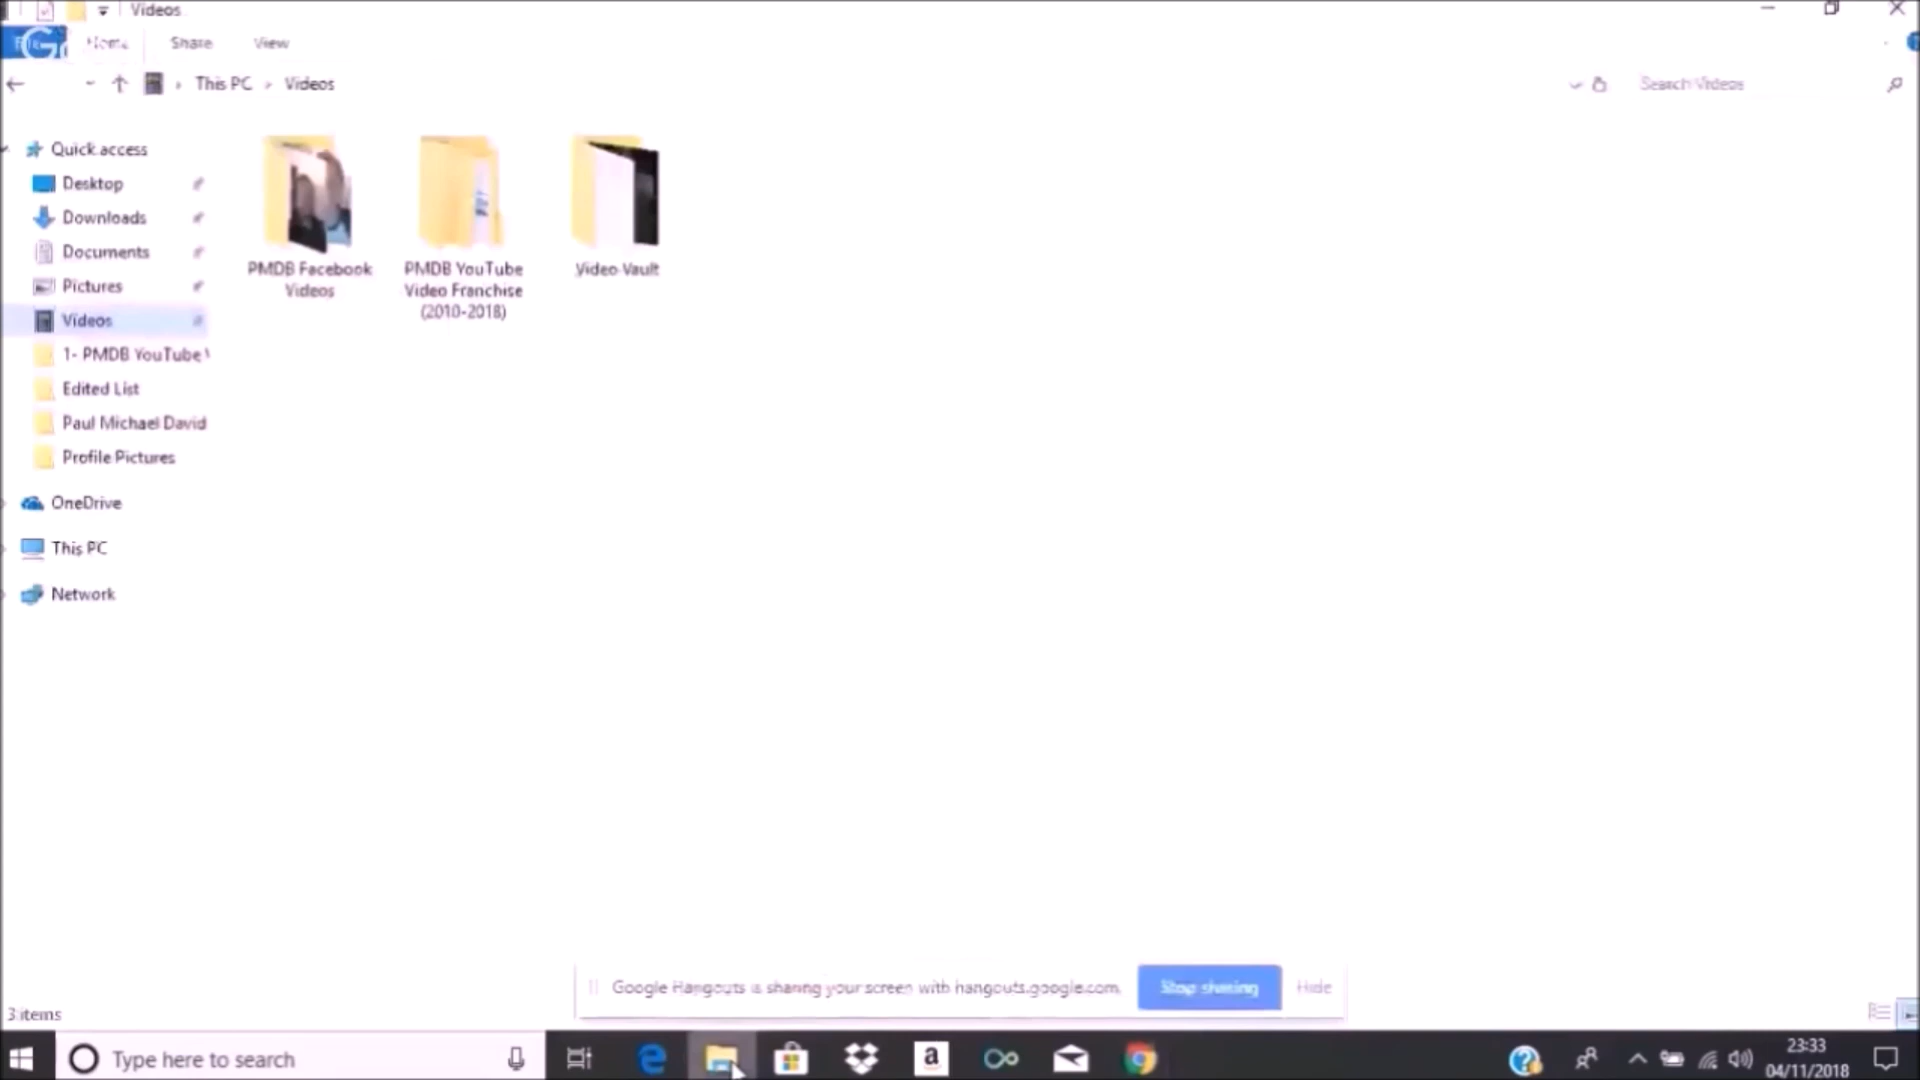 Videos
Home
Share
View
This PC
Videos
Search Videos
Quick access
Desktop
Downloads
Documents
Pictures
Videos
1- PMDB YouTube
Edited List
Paul Michael David
Profile Pictures
OneDrive
This PC
Network
PMDB Facebook
Videos
PMDB YouTube
Video Franchise
(2010-2018)
Video Vault
Google Hangouts is sharing your screen with hangouts.google.com.
Stop sharing
Hide
3 items
Type here to search
23:33
04/11/2018